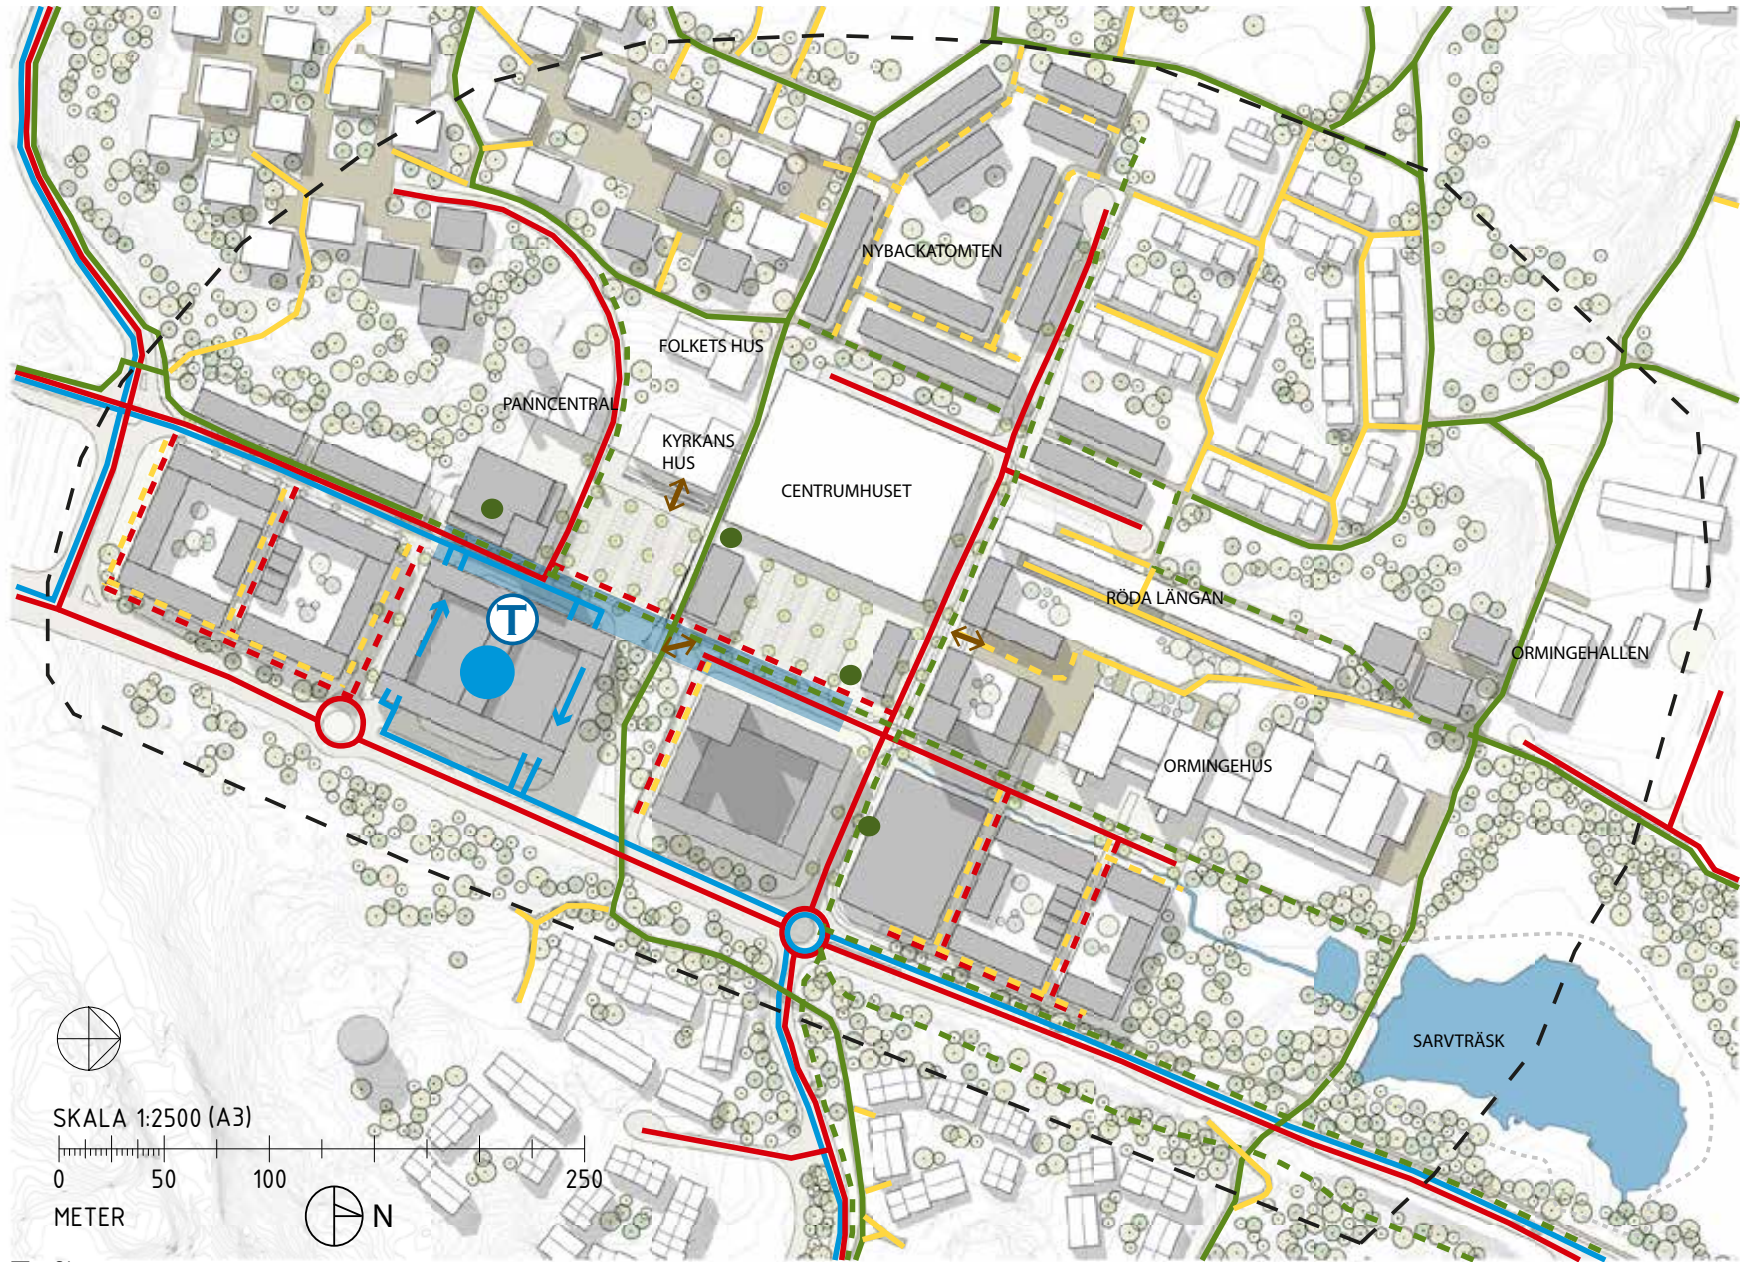 NYBACKATOMTEN
FOLKETS HUS
PANNCENTRAL
KYRKANS
HUS
CENTRUMHUSET
T
RÖDA LÄNGAN
ORMINGEHALLEN
ORMINGEHUS
SARVTRÄSK
SKALA 1:2500 (A3)
0 50 100 250
METER
N